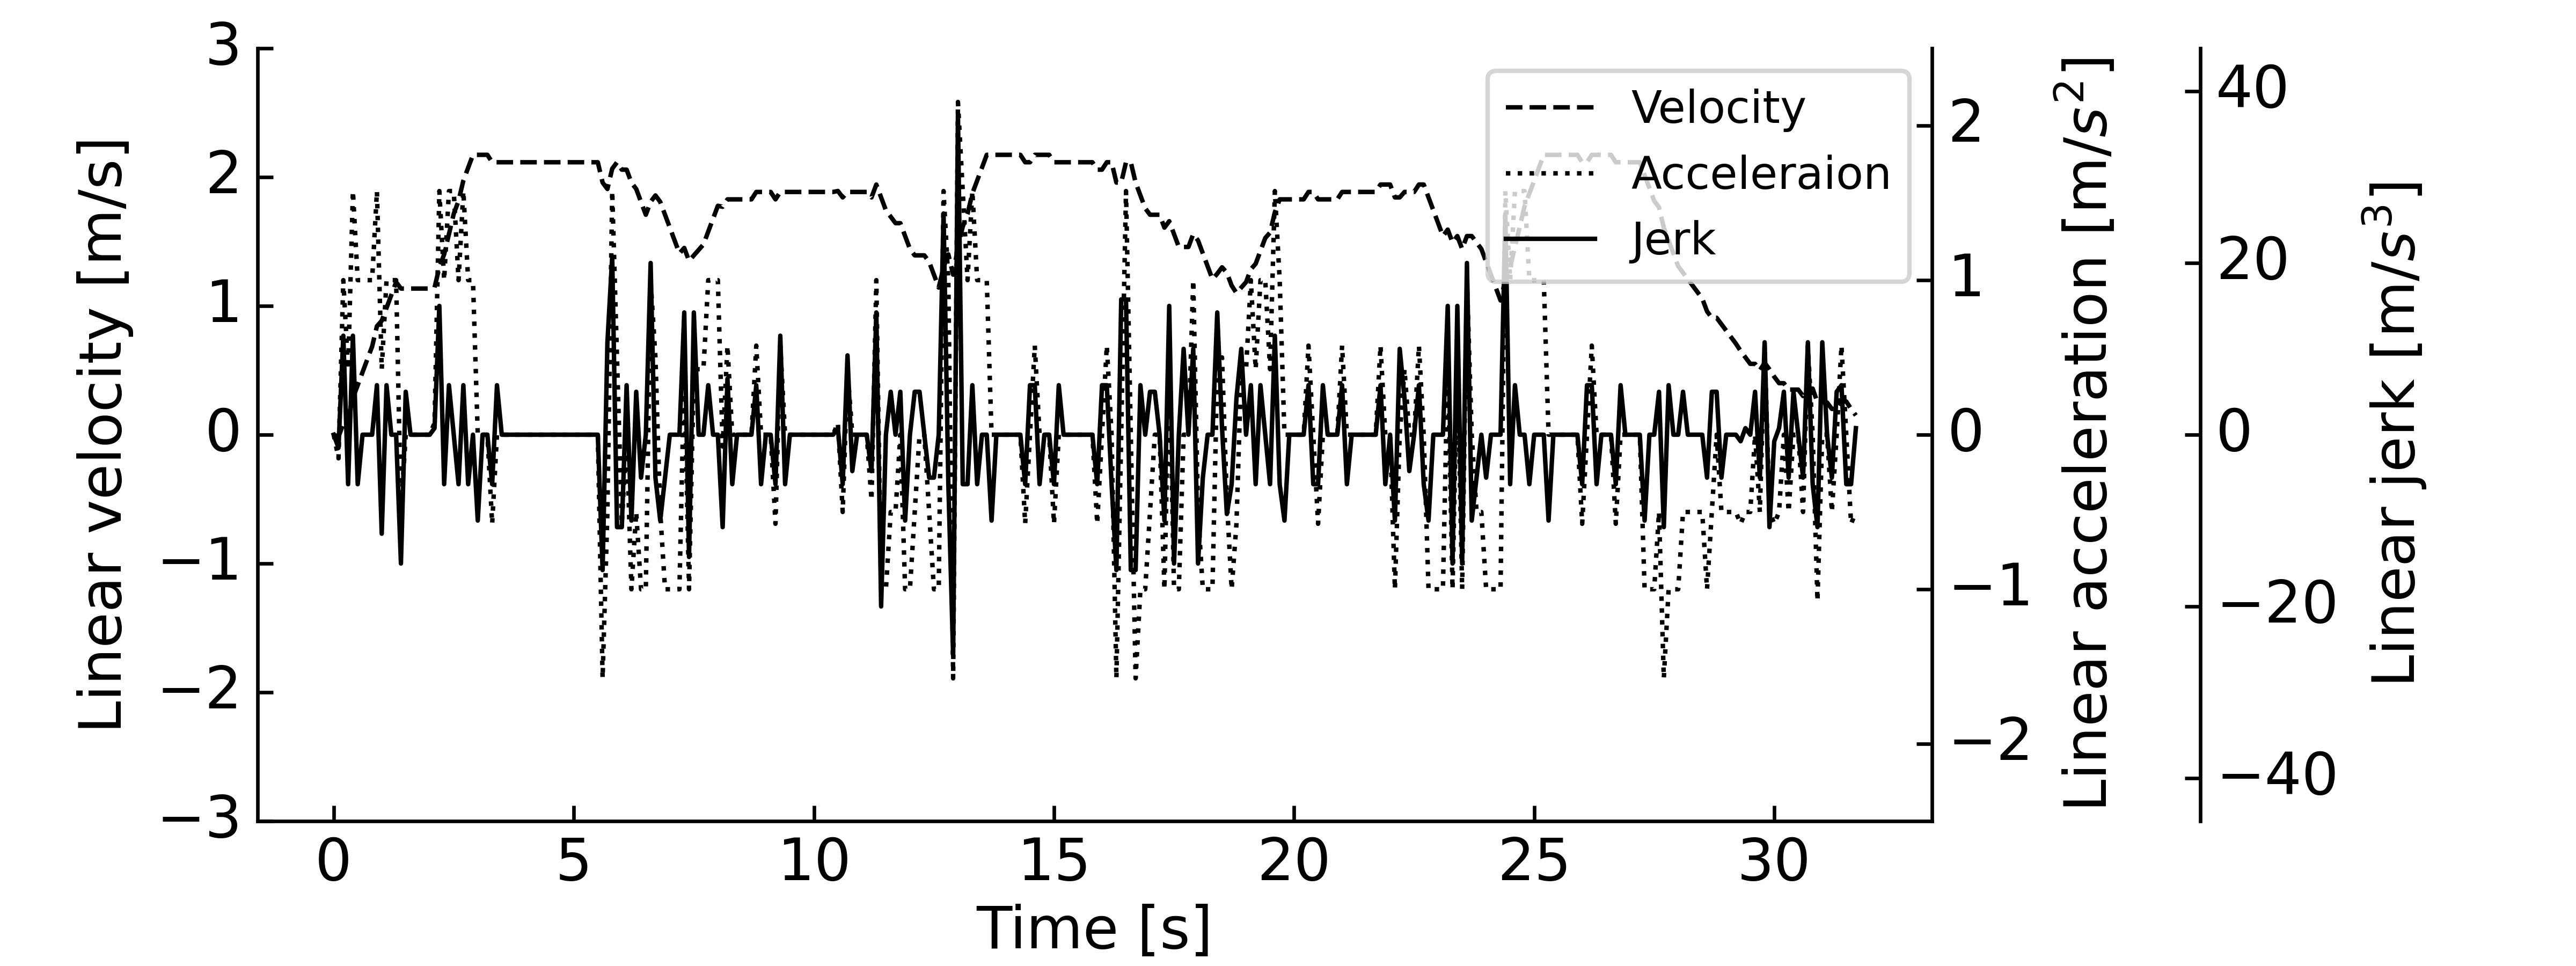 Linear velocity [m/s]
3
2
1
0
−1
−2
−3
0 5 10 15 20 25 30
Time [s]
Velocity
Acceleraion
Jerk
2
1
0
−1
−2
Linear acceleration [m/s²]
40
20
0
−20
−40
Linear jerk [m/s³]